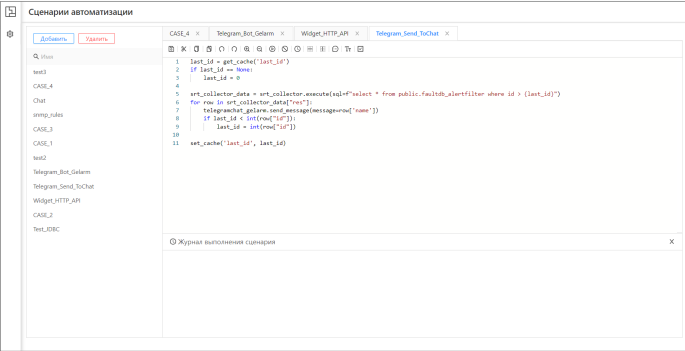 Сценарии автоматизации
Добавить Удалить
Имя
test3
CASE_4
Chat
snmp_rules
CASE_3
CASE_1
test2
Telegram_Bot_Gelarm
Telegram_Send_ToChat
Widget_HTTP_API
CASE_2
Test_JDBC
CASE_4 × Telegram_Bot_Gelarm × Widget_HTTP_API × Telegram_Send_ToChat ×
1 last_id = get_cache('last_id')
2 if last_id == None:
3 last_id = 0
4
5 srt_collector_data = srt_collector.execute(sql=f"select * from public.faultdb_alertfilter where id > {last_id}")
6 for row in srt_collector_data["res"]:
7 telegramchat_gelarm.send_message(message=row['name'])
8 if last_id < int(row["id"]):
9 last_id = int(row["id"])
10
11 set_cache('last_id', last_id)
Журнал выполнения сценария X